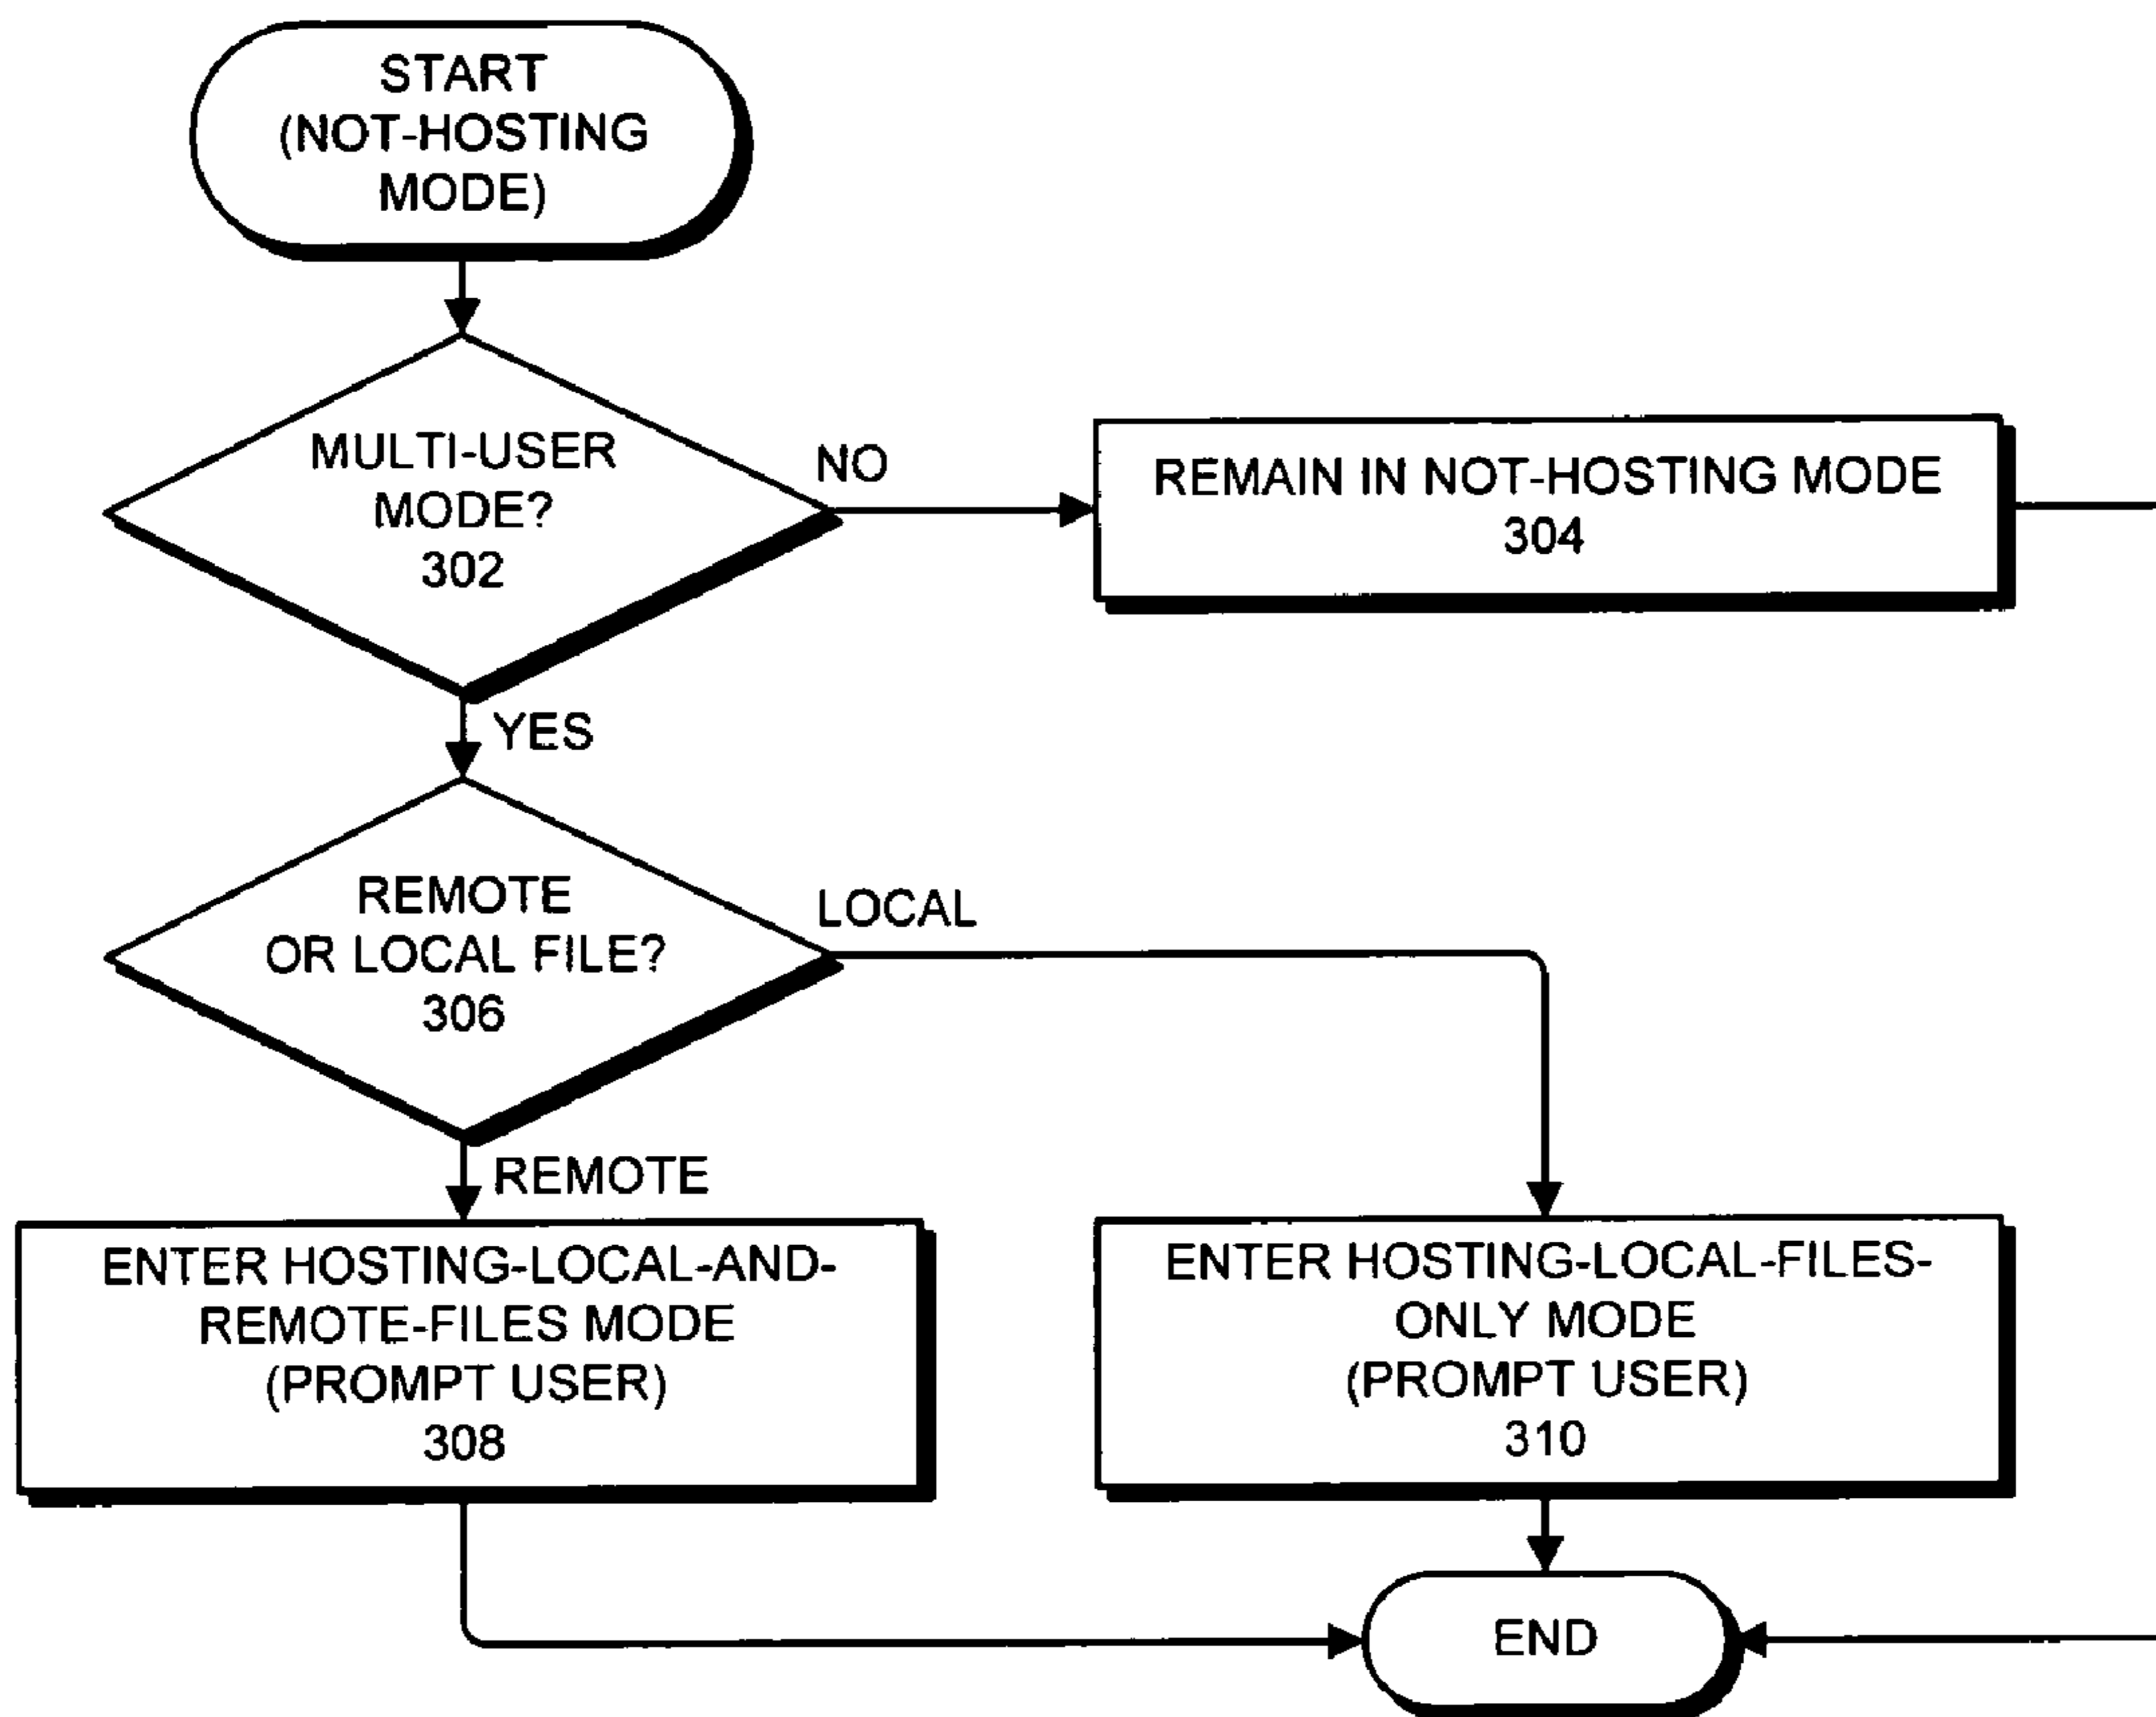 START
(NOT-HOSTING
MODE)
MULTI-USER
MODE?
302
NO
REMAIN IN NOT-HOSTING MODE
304
YES
REMOTE
OR LOCAL FILE?
306
LOCAL
REMOTE
ENTER HOSTING-LOCAL-AND-
REMOTE-FILES MODE
(PROMPT USER)
308
ENTER HOSTING-LOCAL-FILES-
ONLY MODE
(PROMPT USER)
310
END